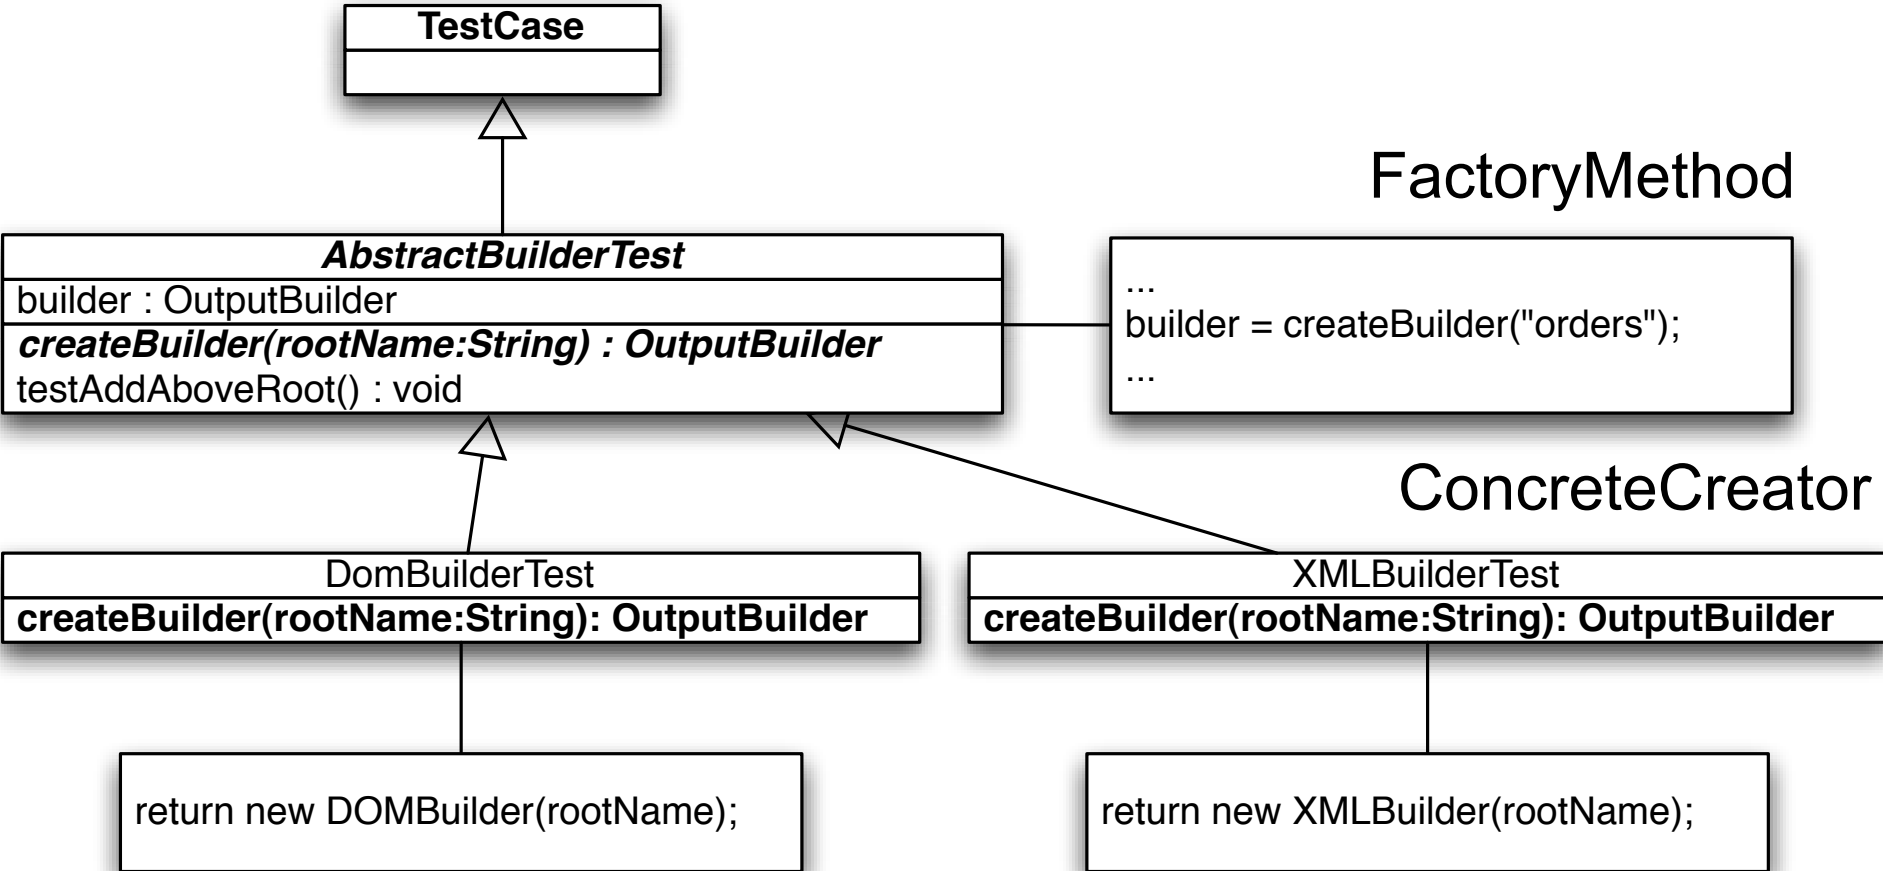 TestCase
FactoryMethod
AbstractBuilderTest
builder : OutputBuilder
createBuilder(rootName:String) : OutputBuilder
testAddAboveRoot() : void
...
builder = createBuilder("orders");
...
ConcreteCreator
DomBuilderTest
createBuilder(rootName:String): OutputBuilder
XMLBuilderTest
createBuilder(rootName:String): OutputBuilder
return new DOMBuilder(rootName);
return new XMLBuilder(rootName);